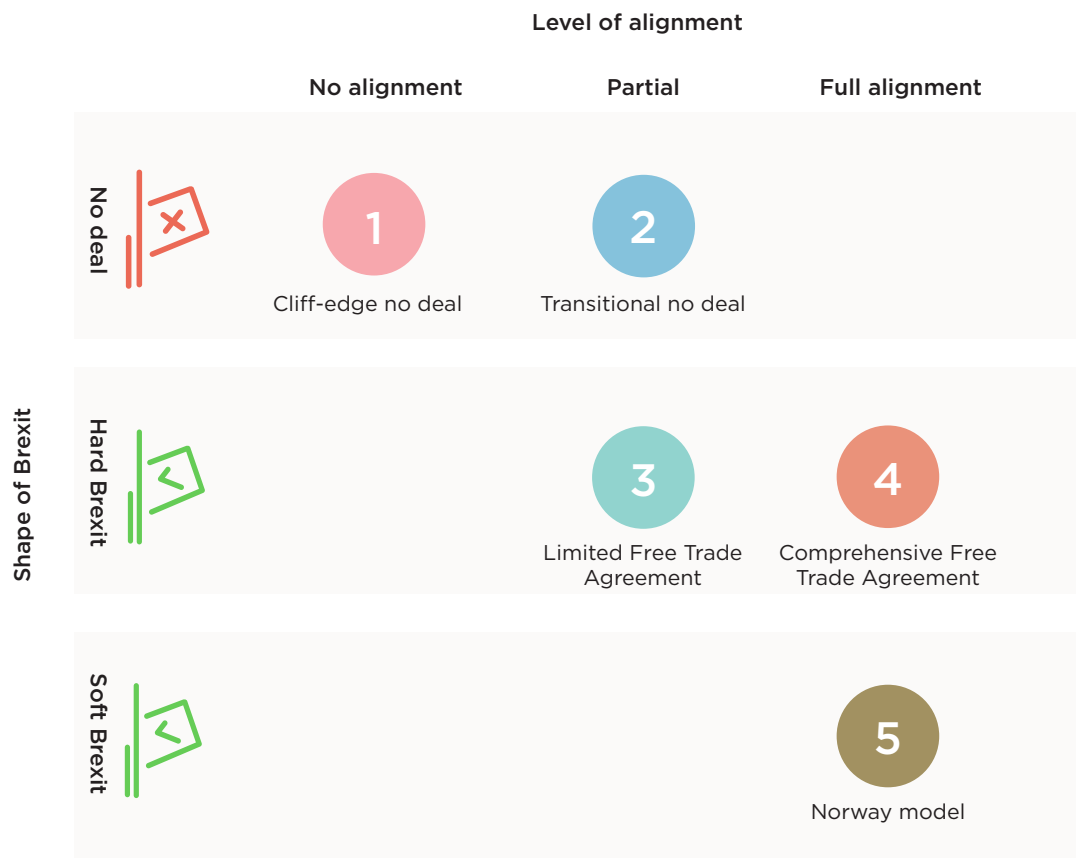 Level of alignment
No alignment
Partial
Full alignment
Shape of Brexit
No deal
1
2
Cliff-edge no deal
Transitional no deal
Hard Brexit
3
4
Limited Free Trade
Agreement
Comprehensive Free
Trade Agreement
Soft Brexit
5
Norway model